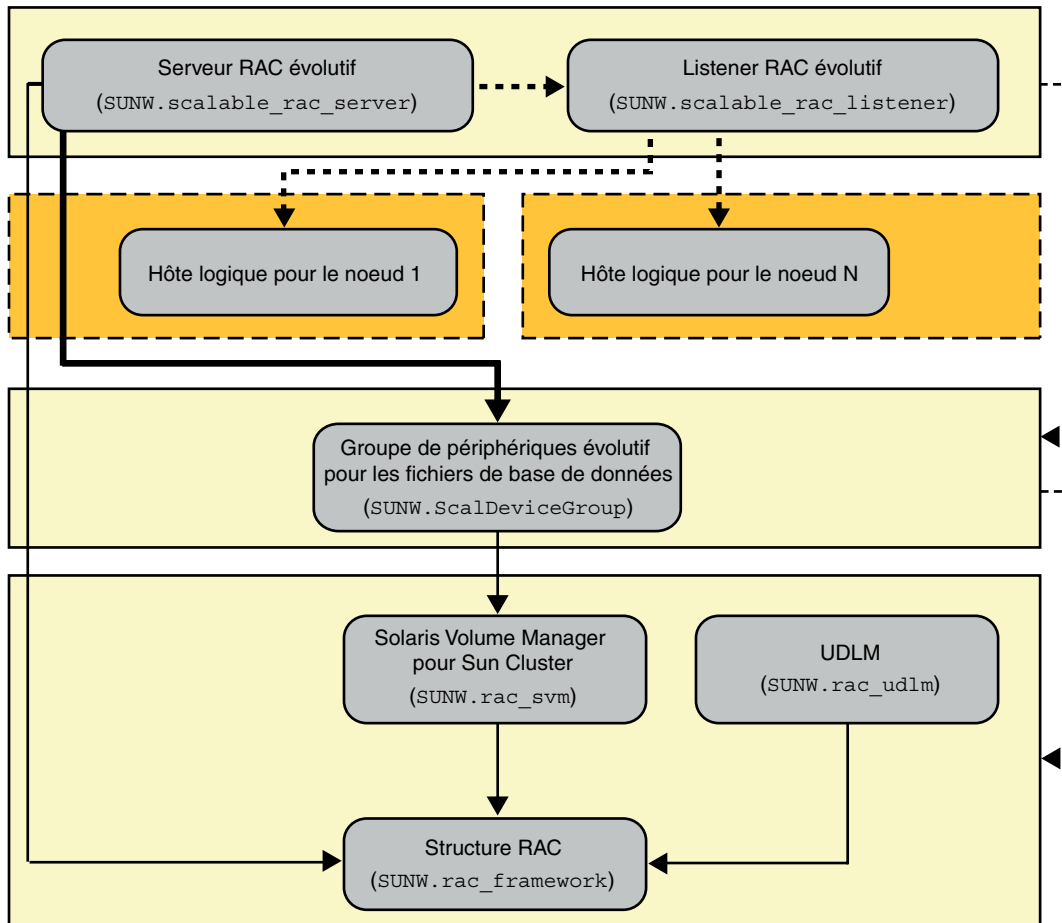 Serveur RAC évolutif
(SUNW.scalable_rac_server)
Listener RAC évolutif
(SUNW.scalable_rac_listener)
Hôte logique pour le noeud 1
Hôte logique pour le noeud N
Groupe de périphériques évolutif
pour les fichiers de base de données
(SUNW.ScalDeviceGroup)
Solaris Volume Manager
pour Sun Cluster
(SUNW.rac_svm)
UDLM
(SUNW.rac_udlm)
Structure RAC
(SUNW.rac_framework)